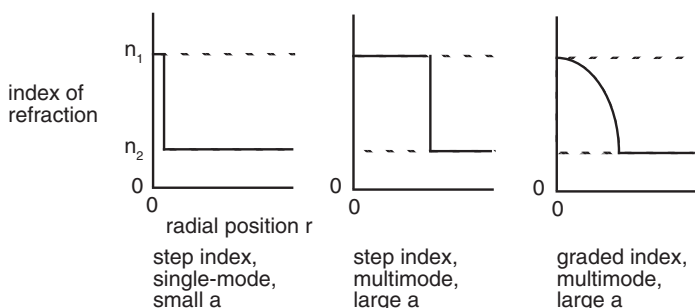 n1
index of
refraction
n2
0
0
radial position r
step index,
single-mode,
small a
0
0
step index,
multimode,
large a
0
0
graded index,
multimode,
large a